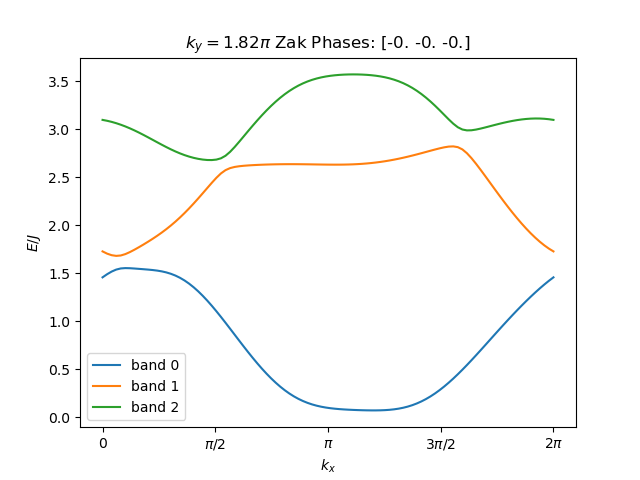 k_y = 1.82π Zak Phases: [-0. -0. -0.]
E/J
3.5
3.0
2.5
2.0
1.5
1.0
0.5
0.0
band 0
band 1
band 2
0
π/2
π
3π/2
2π
k_x